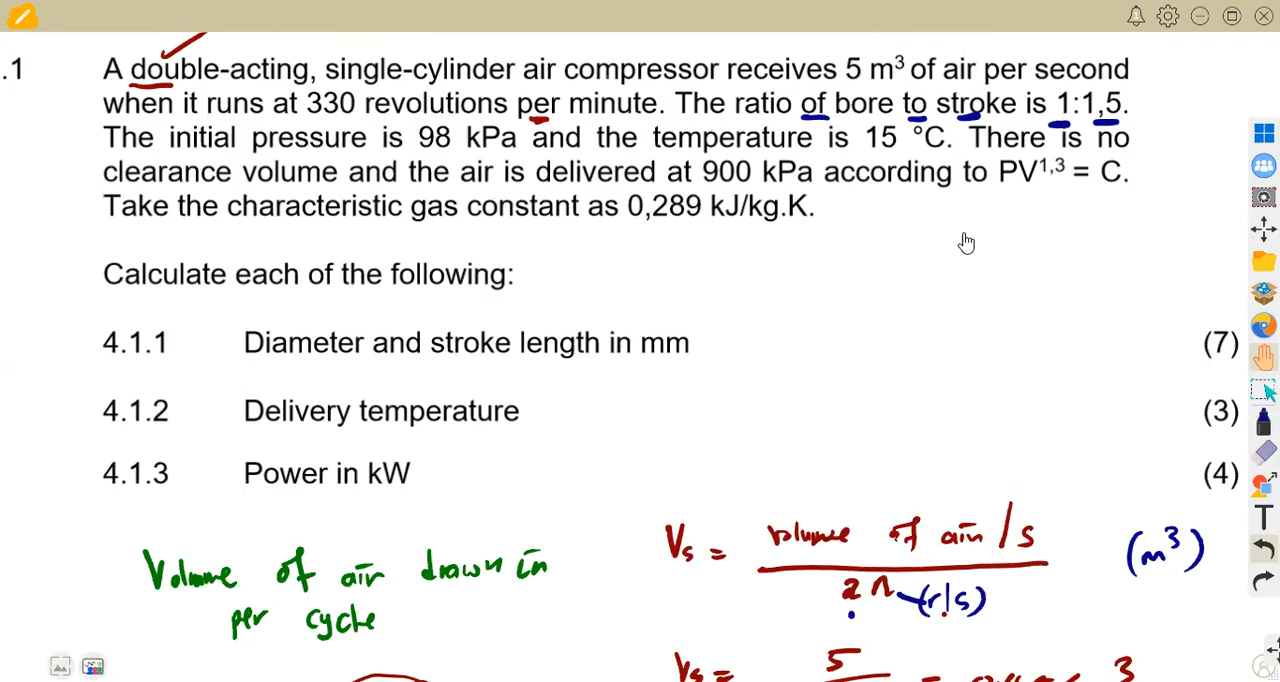 .1 A double-acting, single-cylinder air compressor receives 5 m³ of air per second
when it runs at 330 revolutions per minute. The ratio of bore to stroke is 1:1,5.
The initial pressure is 98 kPa and the temperature is 15 °C. There is no
clearance volume and the air is delivered at 900 kPa according to PV¹,³ = C.
Take the characteristic gas constant as 0,289 kJ/kg.K.
Calculate each of the following:
4.1.1 Diameter and stroke length in mm (7)
4.1.2 Delivery temperature (3)
4.1.3 Power in kW (4)
Vs = volume of air/s (m³)
2 n (r/s)
Volume of air drawn in
per cycle
Vs = 5